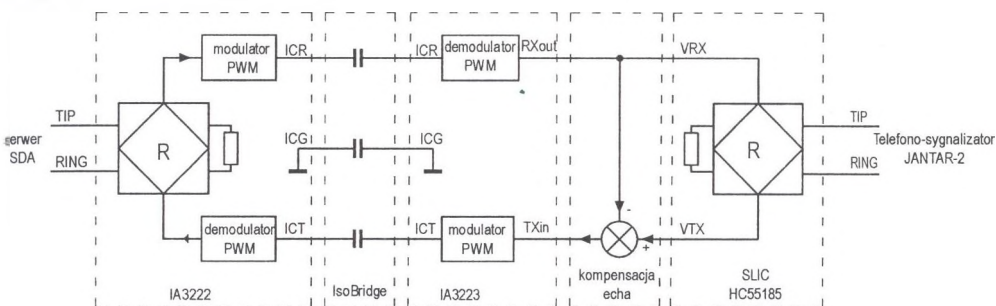 modulator
PWM
ICR
ICR
demodulator
PWM
RXout
VRX
TIP
serwer
SDA
RING
R
ICG
ICG
R
TIP
Telefono-sygnalizator
JANTAR-2
RING
demodulator
PWM
ICT
ICT
modulator
PWM
TXin
-
+
VTX
IA3222
IsoBridge
IA3223
kompensacja
echa
SLIC
HC55185